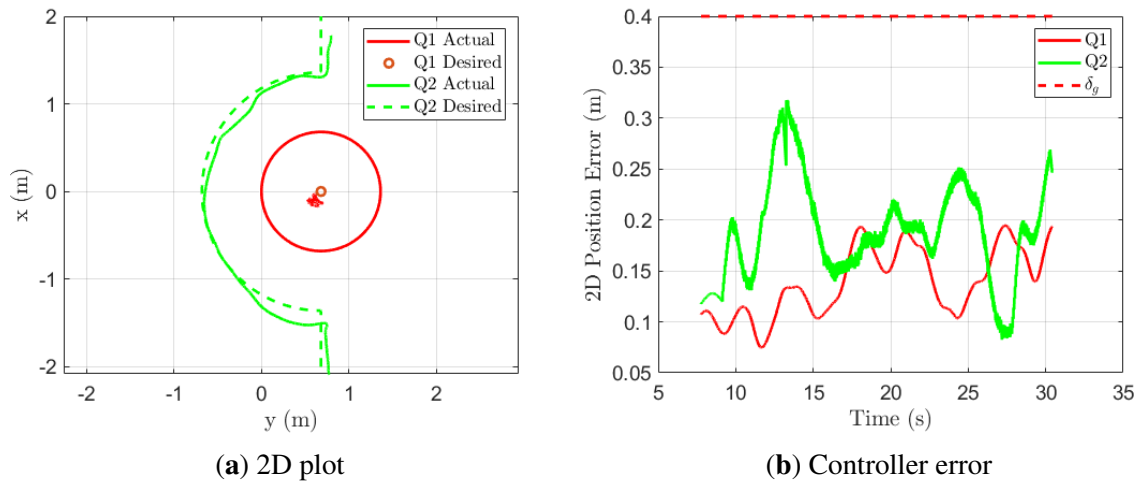 2
1
0
-1
-2
-2
-1
0
1
2
x (m)
y (m)
Q1 Actual
Q1 Desired
Q2 Actual
Q2 Desired
(a) 2D plot
0.4
0.35
0.3
0.25
0.2
0.15
0.1
0.05
5
10
15
20
25
30
35
2D Position Error (m)
Time (s)
Q1
Q2
δg
(b) Controller error